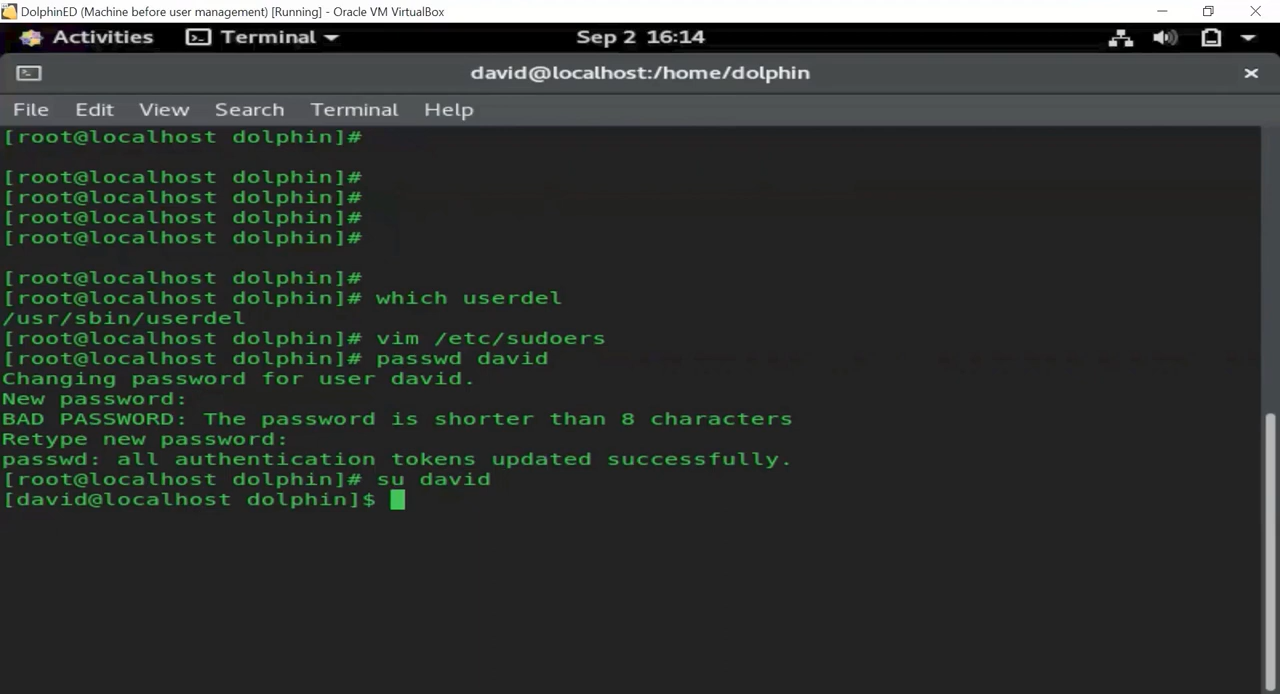 DolphinED (Machine before user management) [Running] - Oracle VM VirtualBox
Activities Terminal Sep 2 16:14
david@localhost:/home/dolphin
File Edit View Search Terminal Help
[root@localhost dolphin]#
[root@localhost dolphin]#
[root@localhost dolphin]#
[root@localhost dolphin]#
[root@localhost dolphin]#
[root@localhost dolphin]#
[root@localhost dolphin]# which userdel
/usr/sbin/userdel
[root@localhost dolphin]# vim /etc/sudoers
[root@localhost dolphin]# passwd david
Changing password for user david.
New password:
BAD PASSWORD: The password is shorter than 8 characters
Retype new password:
passwd: all authentication tokens updated successfully.
[root@localhost dolphin]# su david
[david@localhost dolphin]$